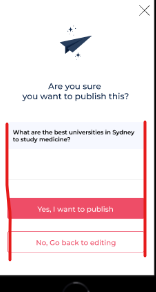 Are you sure
you want to publish this?
What are the best universities in Sydney
to study medicine?
Yes, I want to publish
No, Go back to editing